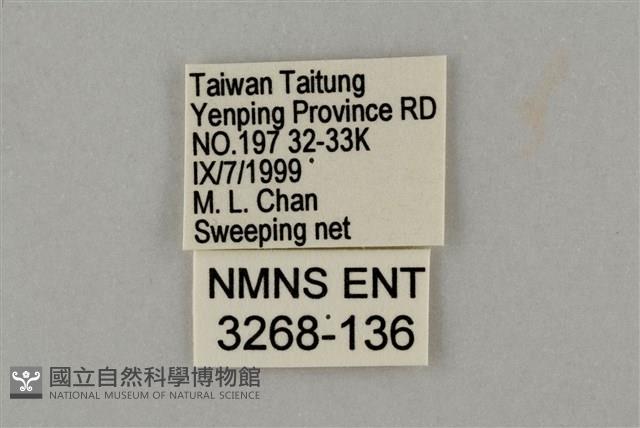 Taiwan Taitung
Yenping Province RD
NO.197 32-33K
IX/7/1999
M. L. Chan
Sweeping net
NMNS ENT
3268-136
國立自然科學博物館
NATIONAL MUSEUM OF NATURAL SCIENCE